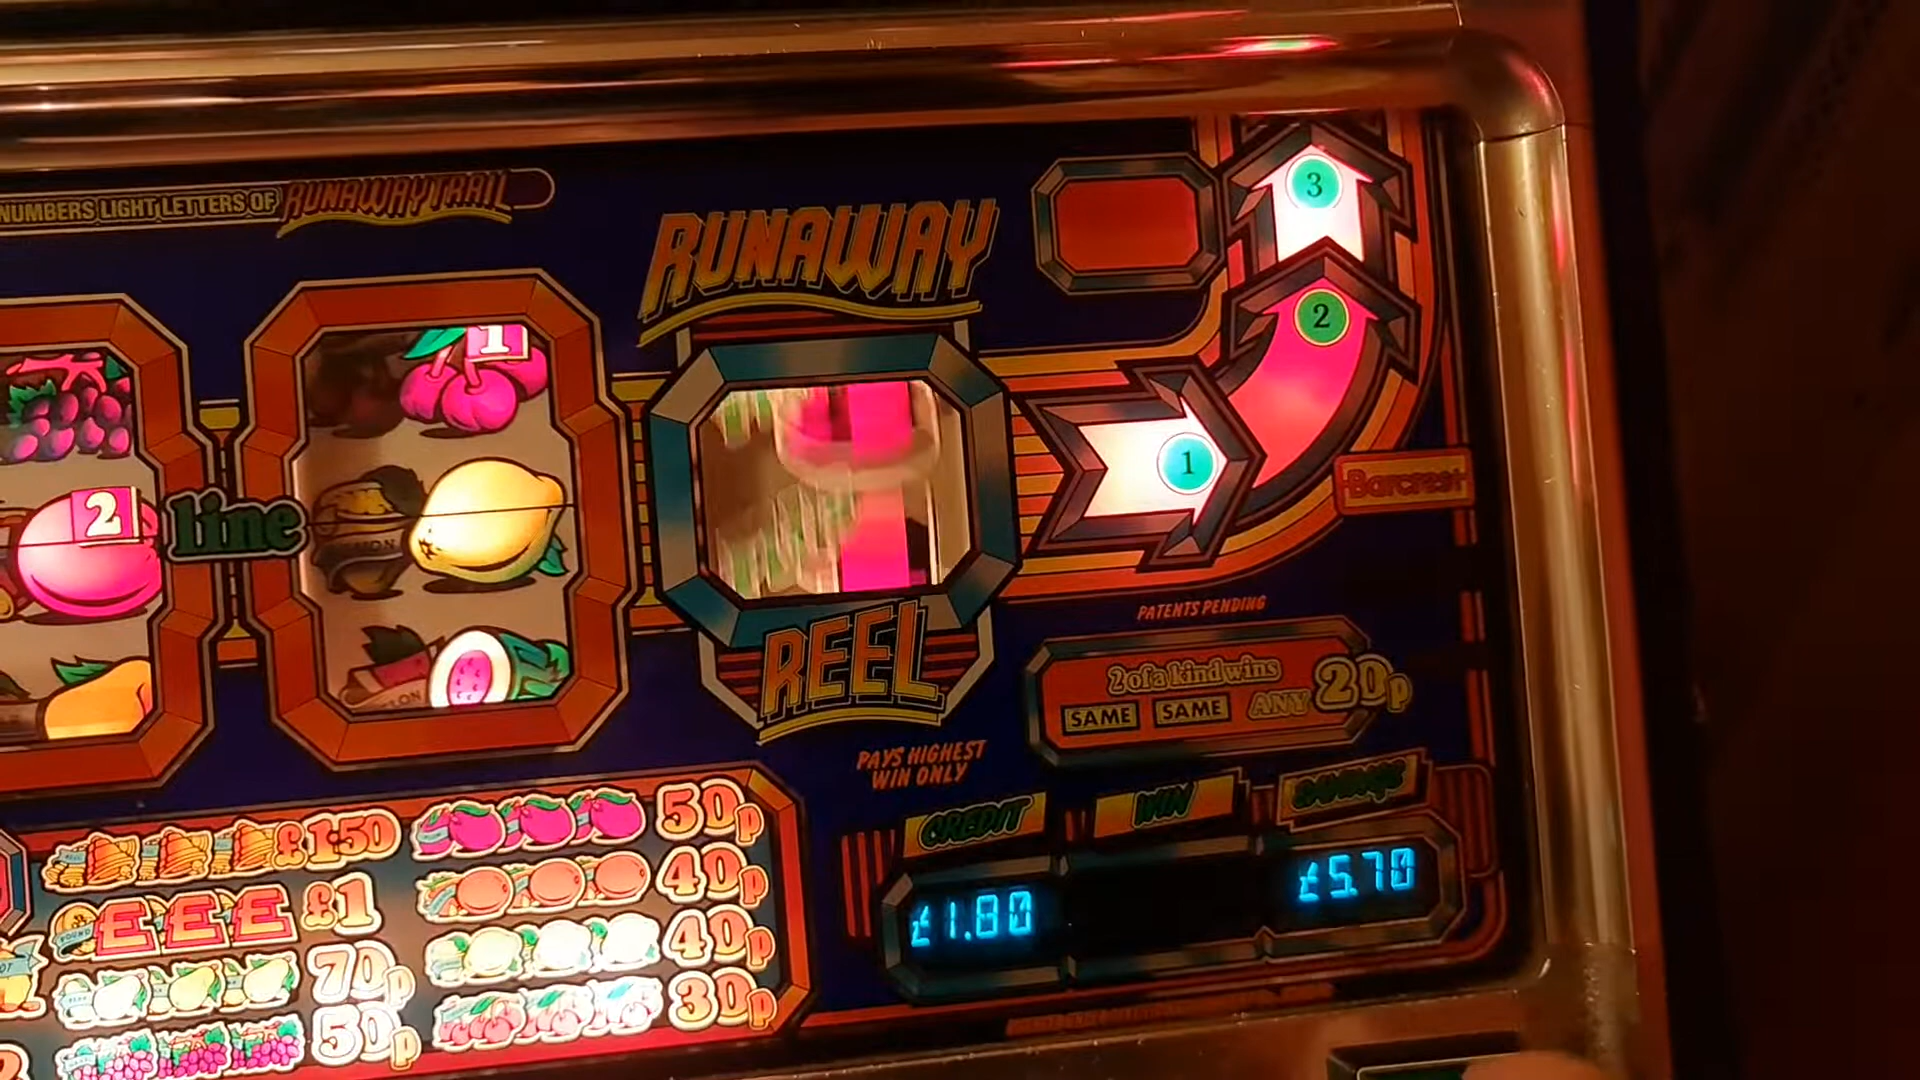 NUMBERS LIGHT LETTERS OF RUNAWAY TRAIL
RUNAWAY
3
2
1
1
2
line
Barcrest
REEL
PATENTS PENDING
2 of a kind wins
SAME SAME ANY 20p
PAYS HIGHEST
WIN ONLY
CREDIT WIN
£1.80 £5.70
£1·50 50p
£££ £1 40p
70p 40p
50p 30p